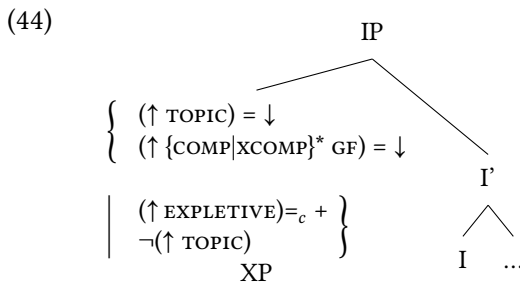 (44)
IP
{ (↑ TOPIC) = ↓
(↑ {COMP|XCOMP}* GF) = ↓
I'
| (↑ EXPLETIVE)=c +
¬(↑ TOPIC) }
XP
I ...